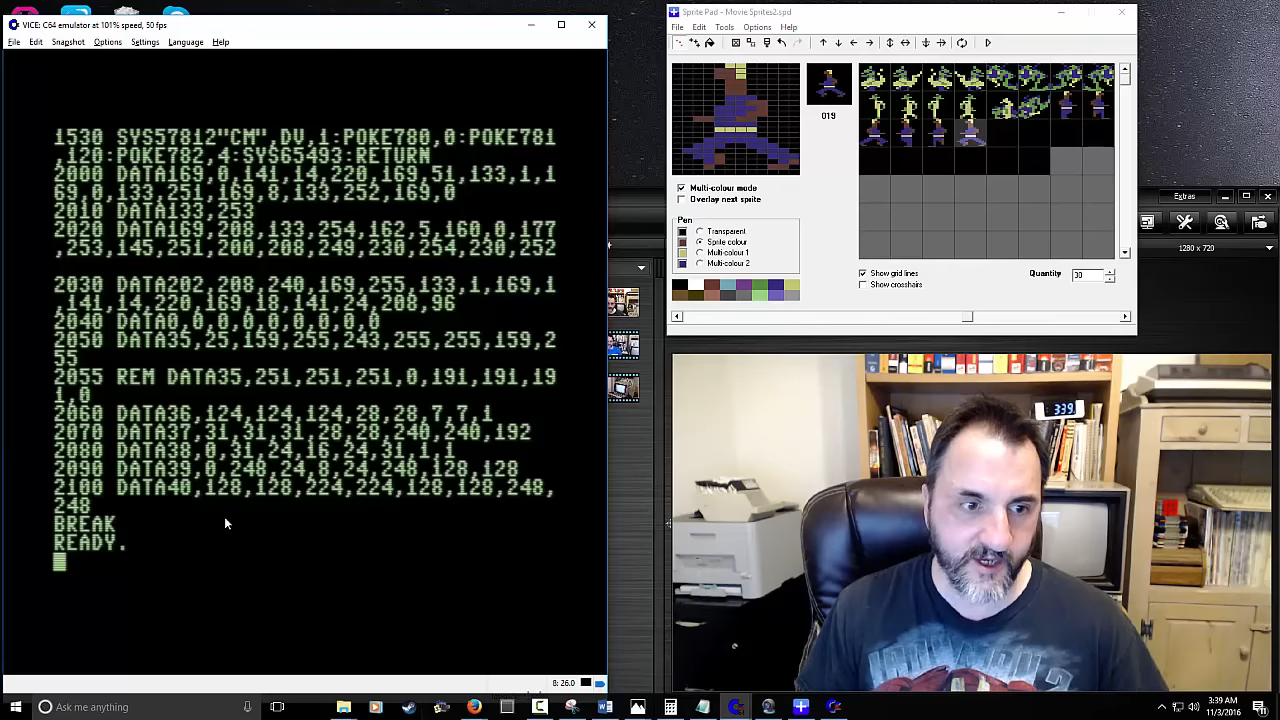 VICE: C64 emulator at 101% speed, 50 fps
File Edit Snapshot Options Settings Language Help
1530 SYS57812"CM",DV,1:POKE780,0:POKE781
,120:POKE782,4:SYS65493:RETURN
2000 DATA169,0,141,14,220,169,51,133,1,1
69,0,133,251,169,8,133,252,169,0
2010 DATA133,253
2020 DATA169,208,133,254,162,5,160,0,177
,253,145,251,200,208,249,230,254,230,252
2030 DATA202,208,240,169,255,133,1,169,1
,141,14,220,169,18,141,24,208,96
2040 DATA0,0,0,0,0,0,0,0
2050 DATA35,25,159,255,243,255,255,159,2
55
2055 REM DATA35,251,251,251,0,191,191,19
1,0
2060 DATA36,124,124,124,28,28,7,7,1
2070 DATA37,31,31,31,28,28,240,240,192
2080 DATA38,0,31,24,16,24,31,1,1
2090 DATA39,0,248,24,8,24,248,128,128
2100 DATA40,128,128,224,224,128,128,248,
248
BREAK
READY.
8: 26.0
Sprite Pad - Movie Sprites2.spd
File Edit Tools Options Help
019
Multi-colour mode
Overlay next sprite
Pen
Transparent
Sprite colour
Multi-colour 1
Multi-colour 2
Show grid lines
Show crosshairs
Quantity 30
Extras
1280 x 720
339
Ask me anything
3:39 AM
11/3/2016